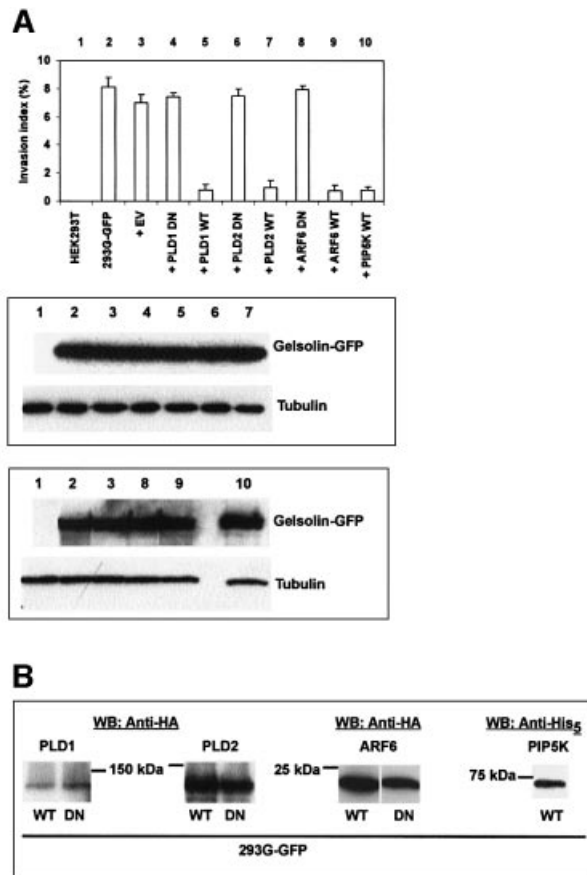 A
1 2 3 4 5 6 7 8 9 10
Invasion index (%)
10
8
6
4
2
0
HEK293T
293G-GFP
+ EV
+ PLD1 DN
+ PLD1 WT
+ PLD2 DN
+ PLD2 WT
+ ARF6 DN
+ ARF6 WT
+ PIP5K WT
1 2 3 4 5 6 7
Gelsolin-GFP
Tubulin
1 2 3 8 9 10
Gelsolin-GFP
Tubulin
B
WB: Anti-HA WB: Anti-HA WB: Anti-His5
PLD1 PLD2 ARF6 PIP5K
150 kDa 25 kDa 75 kDa
WT DN WT DN WT DN WT
293G-GFP